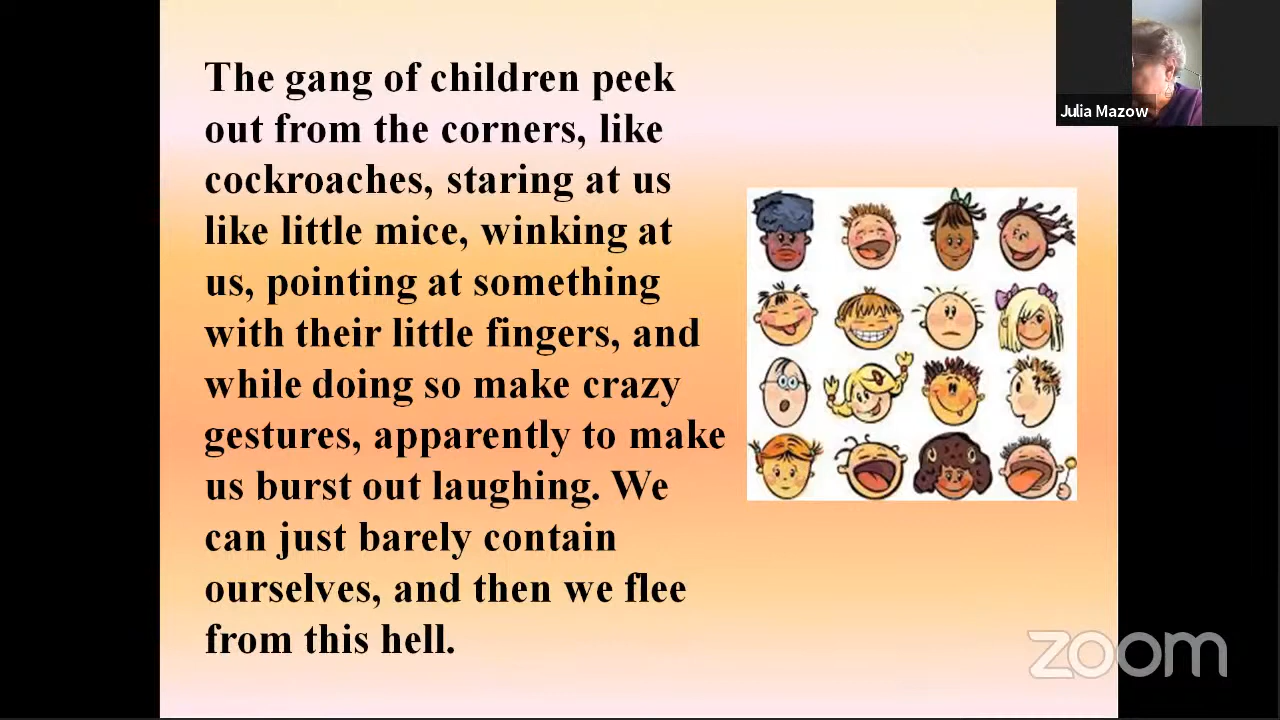 The gang of children peek
out from the corners, like
cockroaches, staring at us
like little mice, winking at
us, pointing at something
with their little fingers, and
while doing so make crazy
gestures, apparently to make
us burst out laughing. We
can just barely contain
ourselves, and then we flee
from this hell.
Julia Mazow
zoom